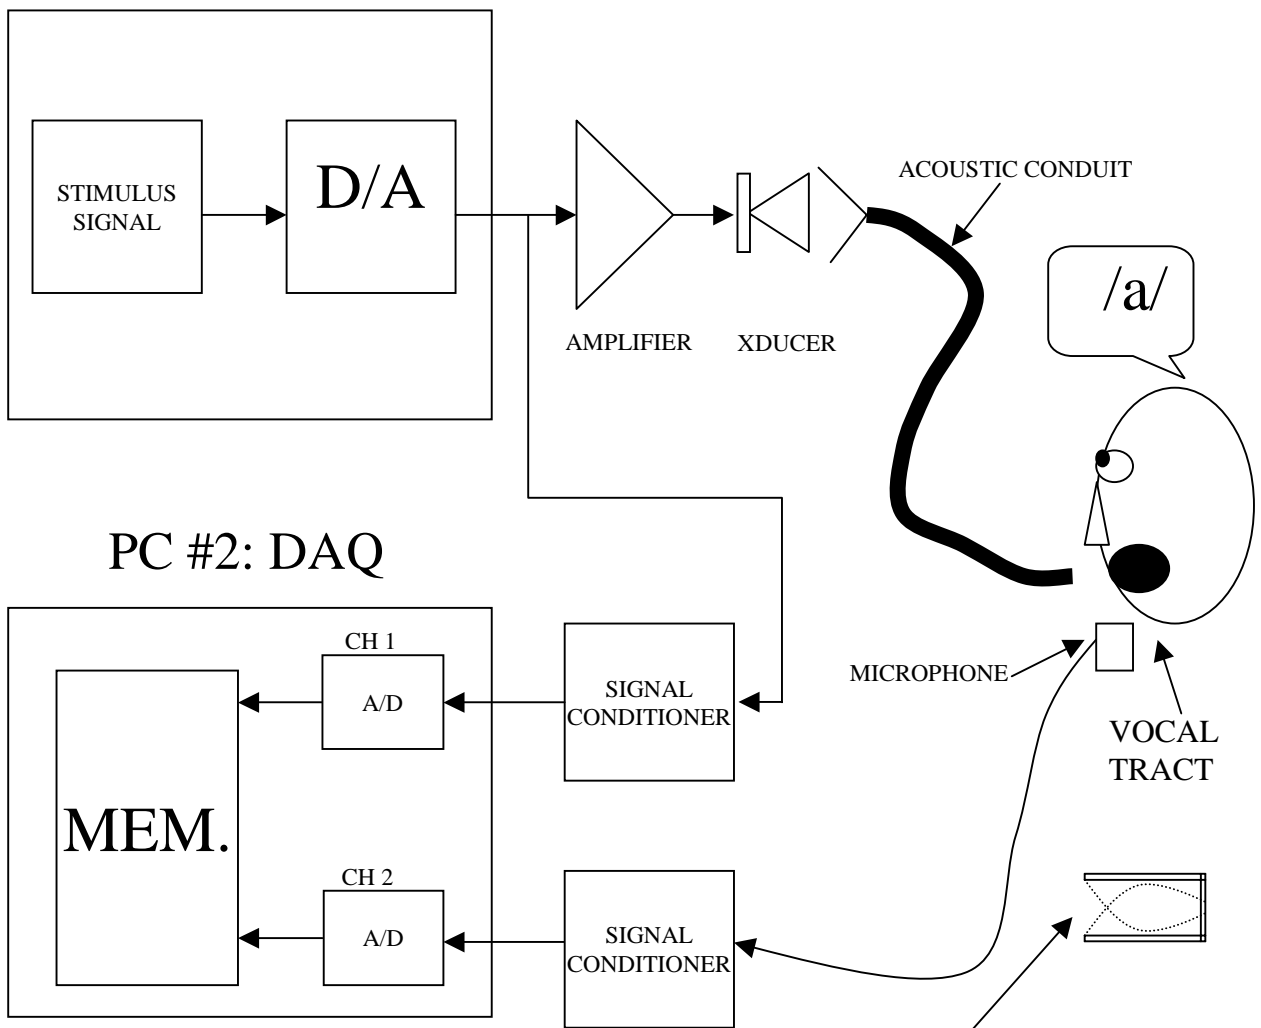 STIMULUS
SIGNAL
D/A
AMPLIFIER
XDUCER
ACOUSTIC CONDUIT
/a/
PC #2: DAQ
CH 1
A/D
SIGNAL
CONDITIONER
MICROPHONE
VOCAL
TRACT
MEM.
CH 2
A/D
SIGNAL
CONDITIONER